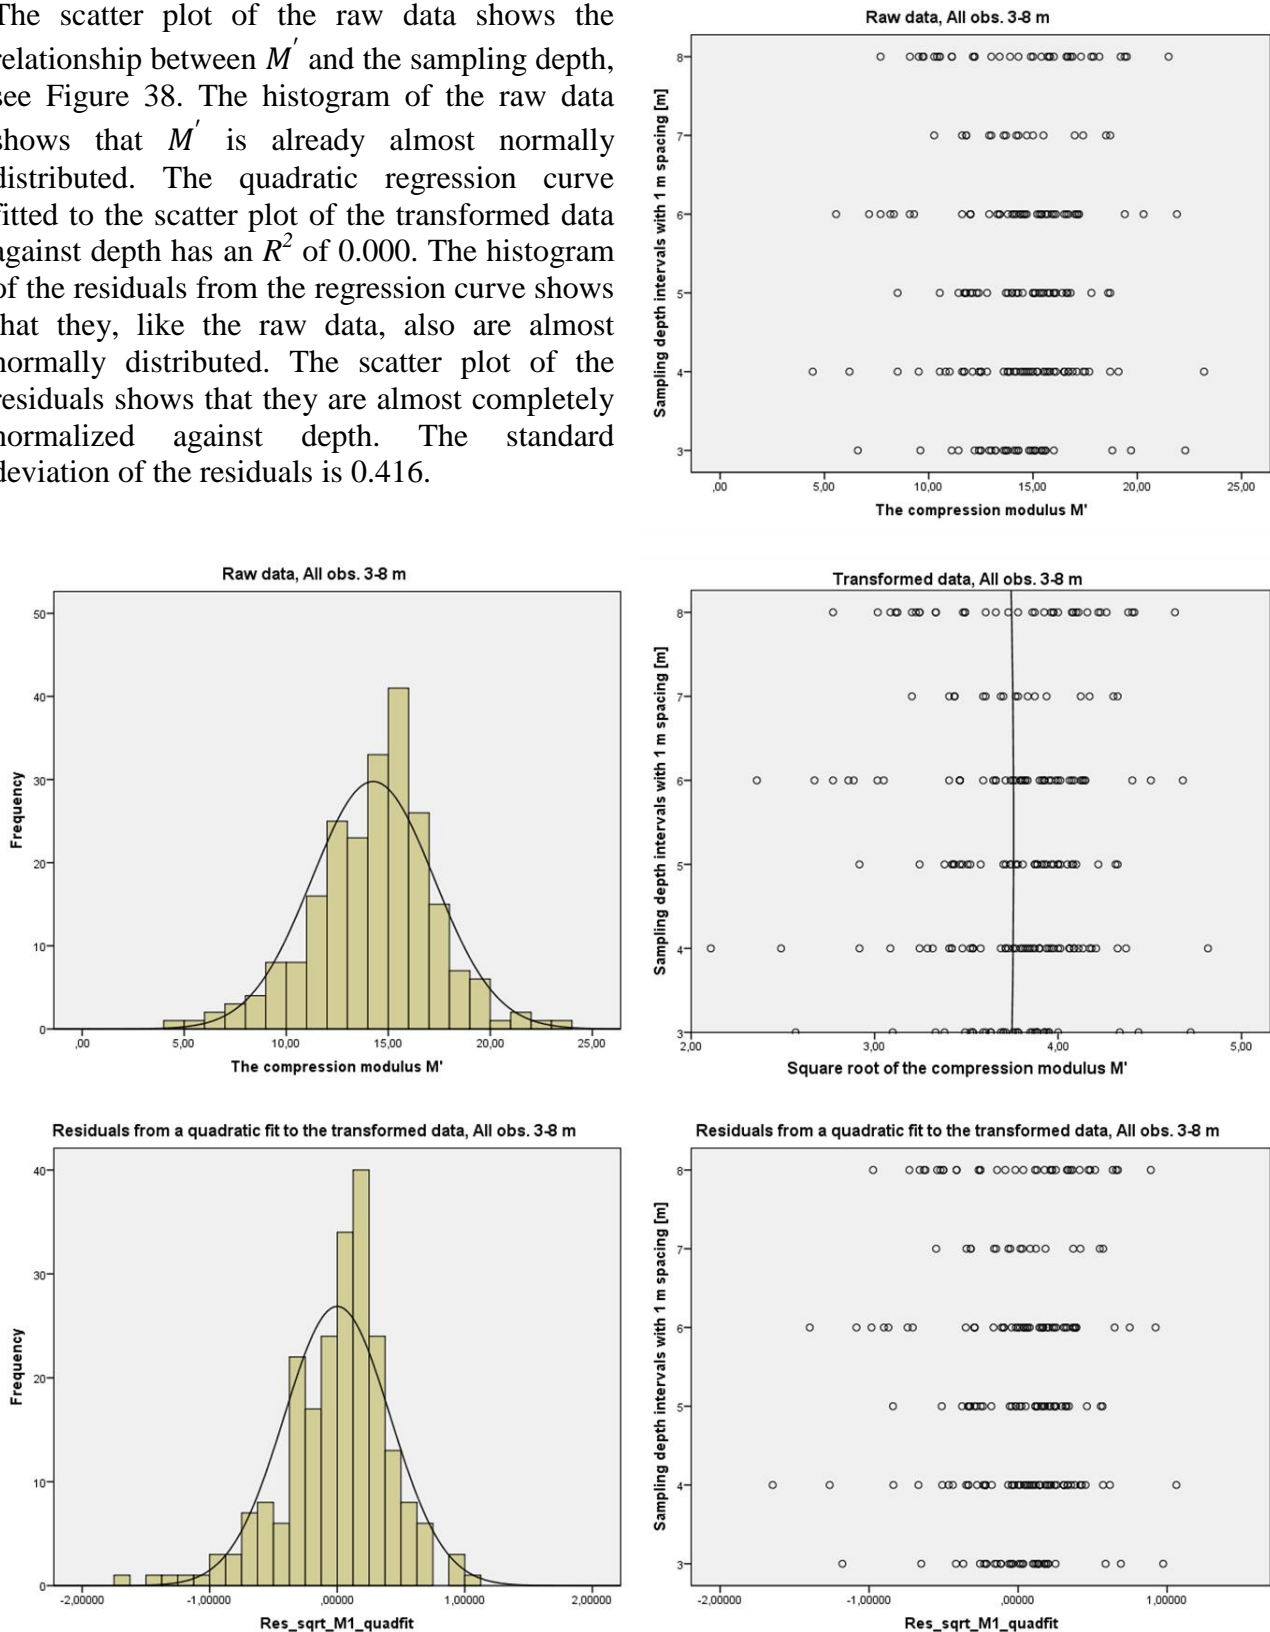 The scatter plot of the raw data shows the
relationship between M′ and the sampling depth,
see Figure 38. The histogram of the raw data
shows that M′ is already almost normally
distributed. The quadratic regression curve
fitted to the scatter plot of the transformed data
against depth has an R² of 0.000. The histogram
of the residuals from the regression curve shows
that they, like the raw data, also are almost
normally distributed. The scatter plot of the
residuals shows that they are almost completely
normalized against depth. The standard
deviation of the residuals is 0.416.
Raw data, All obs. 3-8 m
Sampling depth intervals with 1 m spacing [m]
8
7
6
5
4
3
,00 5,00 10,00 15,00 20,00 25,00
The compression modulus M'
Raw data, All obs. 3-8 m
Frequency
50
40
30
20
10
0
,00 5,00 10,00 15,00 20,00 25,00
The compression modulus M'
Transformed data, All obs. 3-8 m
Sampling depth intervals with 1 m spacing [m]
8
7
6
5
4
3
2,00 3,00 4,00 5,00
Square root of the compression modulus M'
Residuals from a quadratic fit to the transformed data, All obs. 3-8 m
Frequency
40
30
20
10
0
-2,00000 -1,00000 ,00000 1,00000 2,00000
Res_sqrt_M1_quadfit
Residuals from a quadratic fit to the transformed data, All obs. 3-8 m
Sampling depth intervals with 1 m spacing [m]
8
7
6
5
4
3
-2,00000 -1,00000 ,00000 1,00000
Res_sqrt_M1_quadfit